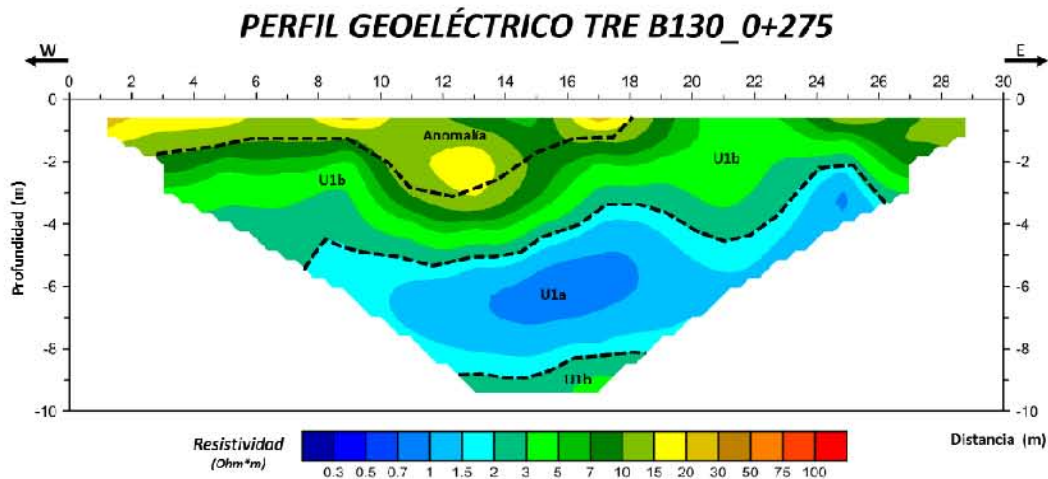 PERFIL GEOELÉCTRICO TRE B130_0+275
W E
0 2 4 6 8 10 12 14 16 18 20 22 24 26 28 30
0 0
Anomalía
-2 -2
U1b U1b
-4 -4
Profundidad (m)
-6 U1a -6
-8 -8
U1b
-10 -10
Resistividad Distancia (m)
(Ohm*m)
0.3 0.5 0.7 1 1.5 2 3 5 7 10 15 20 30 50 75 100